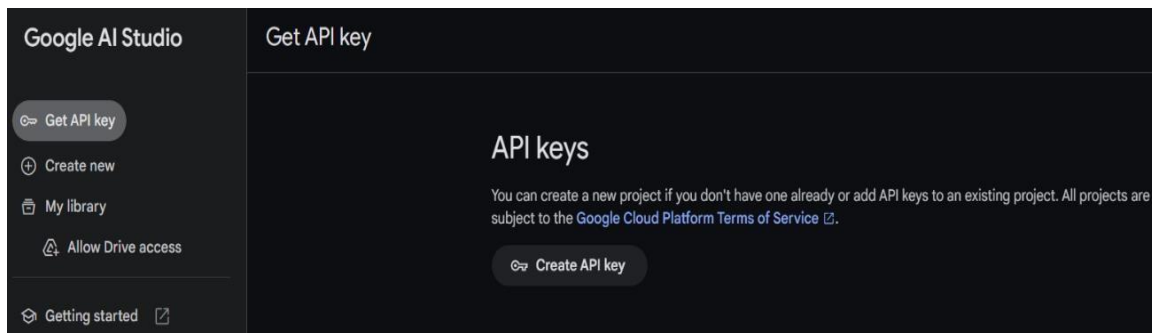 Google AI Studio
Get API key
Create new
My library
Allow Drive access
Getting started
Get API key
API keys
You can create a new project if you don't have one already or add API keys to an existing project. All projects are
subject to the Google Cloud Platform Terms of Service.
Create API key